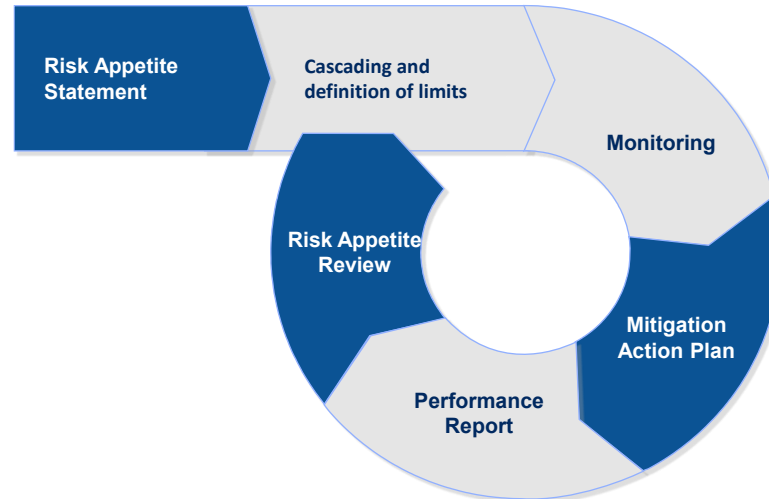 Risk Appetite
Statement
Cascading and
definition of limits
Monitoring
Mitigation
Action Plan
Performance
Report
Risk Appetite
Review